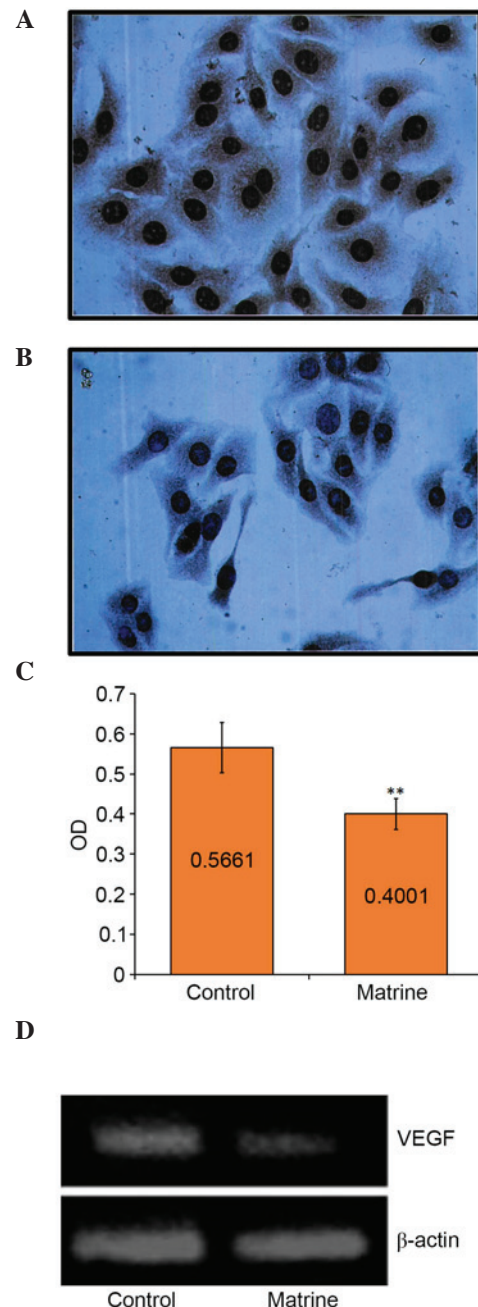 A
B
C
0.7
0.6
0.5
0.4
0.3
0.2
0.1
0
OD
0.5661
**
0.4001
Control Matrine
D
VEGF
β-actin
Control Matrine